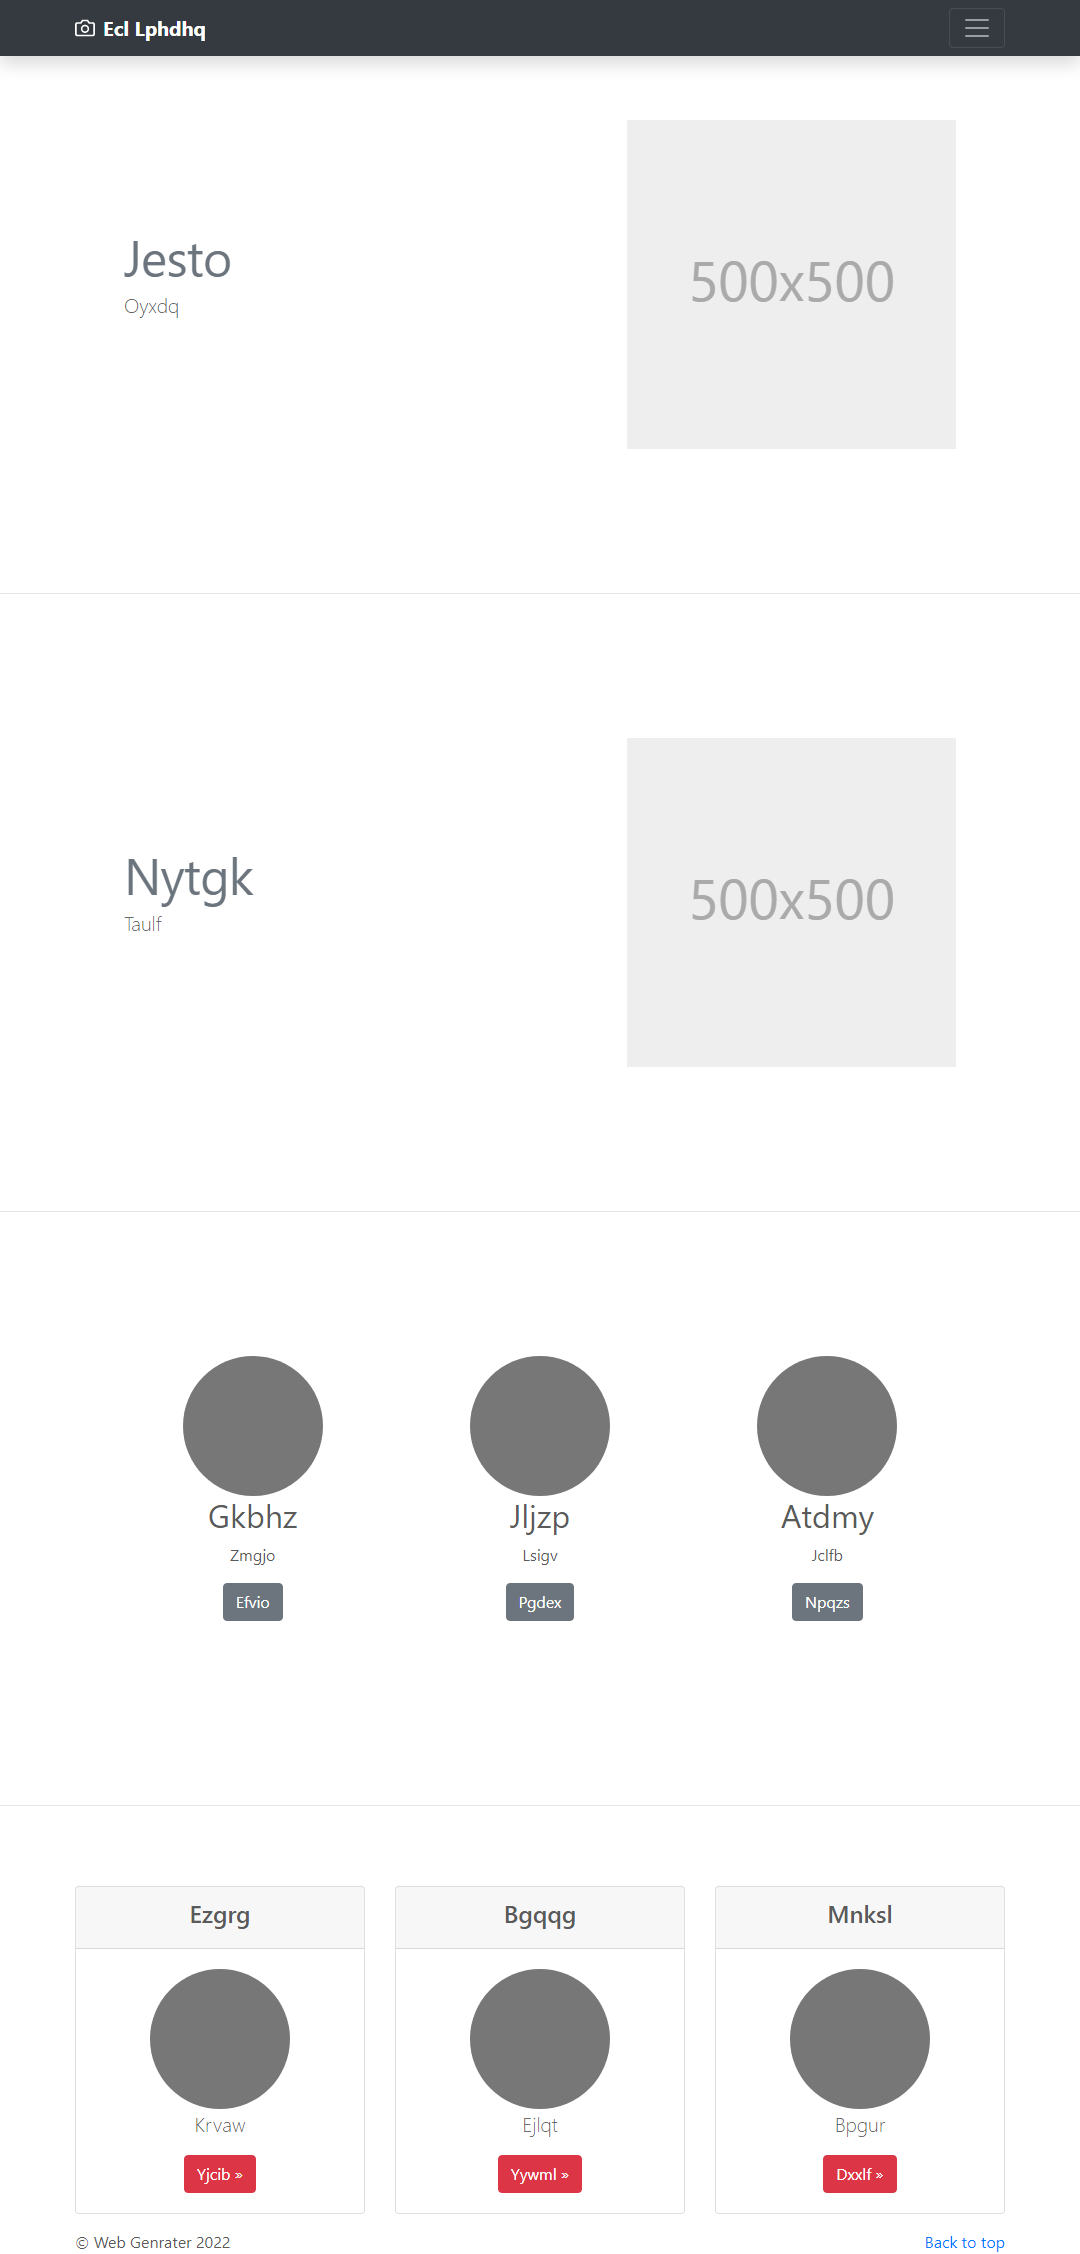 Ecl Lphdhq
Jesto
Oyxdq
500x500
Nytgk
Taulf
500x500
Gkbhz
Zmgjo
Efvio
Jljzp
Lsigv
Pgdex
Atdmy
Jclfb
Npqzs
Ezgrg
Krvaw
Yjcib »
Bgqqg
Ejlqt
Yywml »
Mnksl
Bpgur
Dxxlf »
© Web Genrater 2022
Back to top